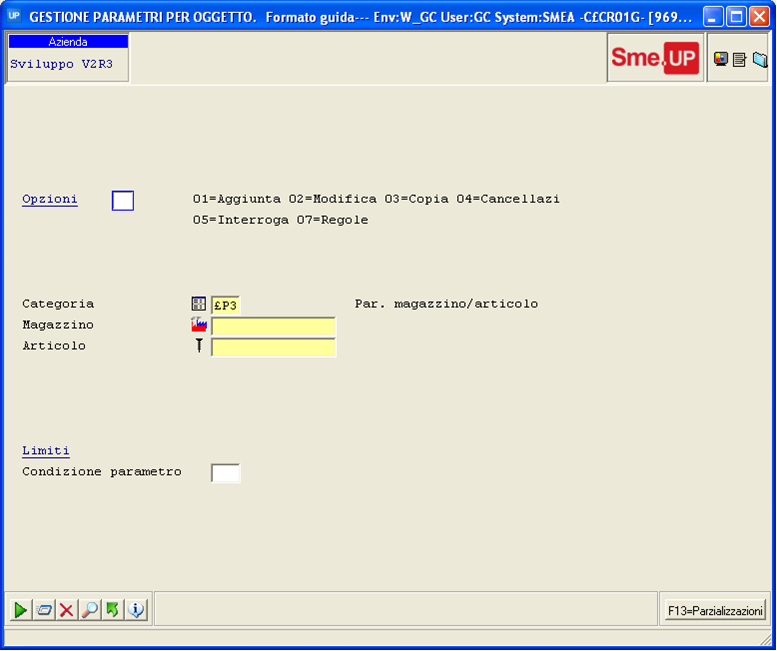 UP GESTIONE PARAMETRI PER OGGETTO. Formato guida--- Env:W_GC User:GC System:SMEA -C£CR01G- [969...
Azienda
Sviluppo V2R3
Sme.UP
Opzioni 01=Aggiunta 02=Modifica 03=Copia 04=Cancellazi
05=Interroga 07=Regole
Categoria £P3 Par. magazzino/articolo
Magazzino
Articolo
Limiti
Condizione parametro
F13=Parzializzazioni